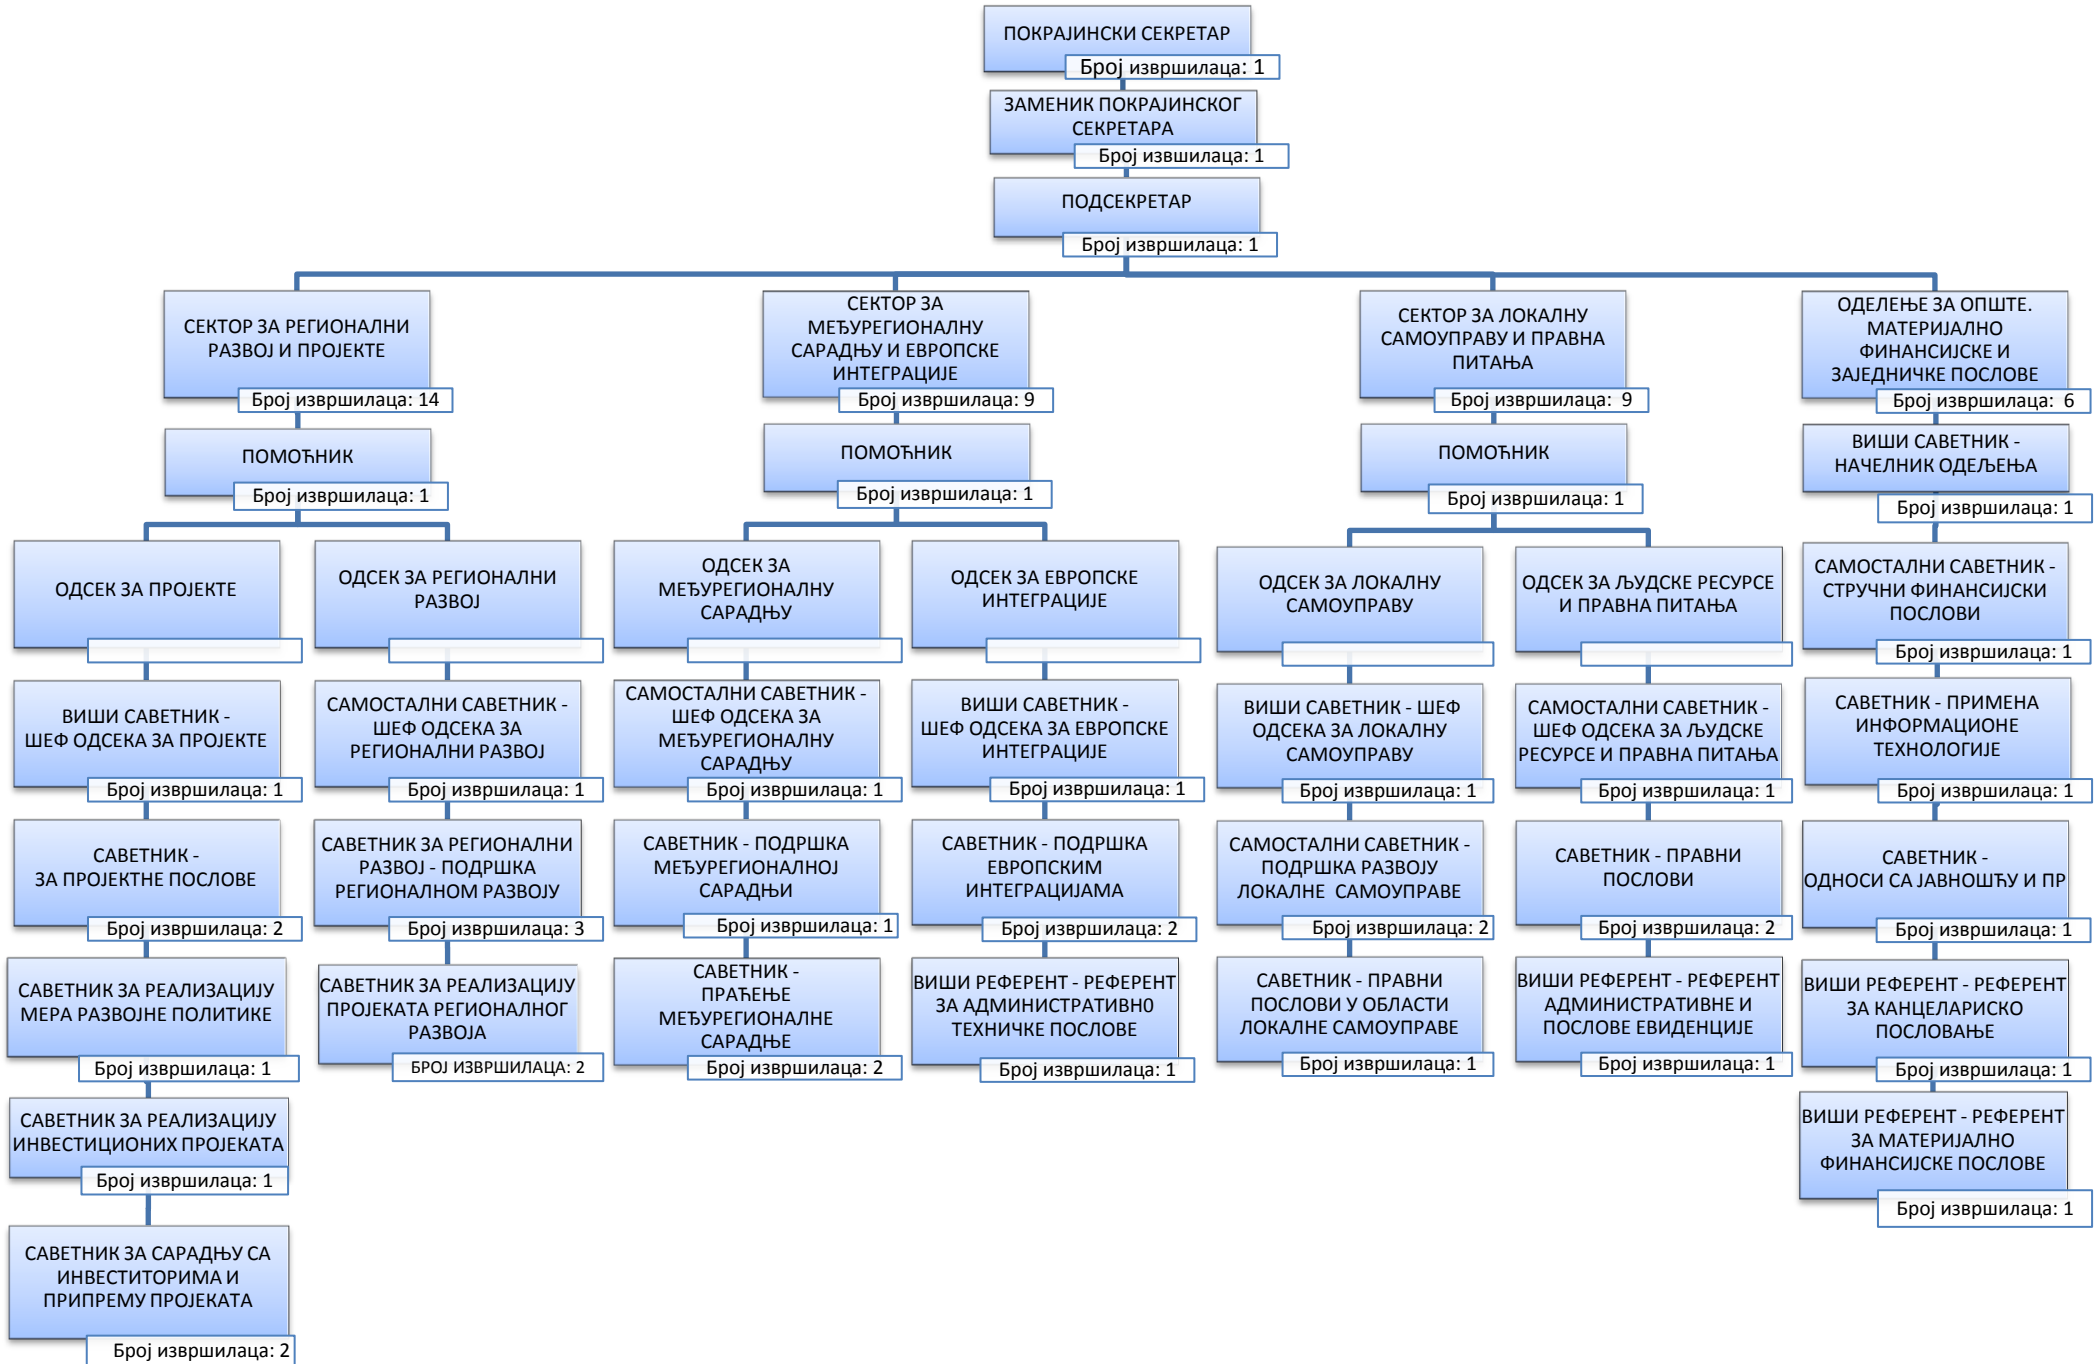 ПОКРАЈИНСКИ СЕКРЕТАР
Број извршилаца: 1
ЗАМЕНИК ПОКРАЈИНСКОГ
СЕКРЕТАРА
Број извшилаца: 1
ПОДСЕКРЕТАР
Број извршилаца: 1
СЕКТОР ЗА РЕГИОНАЛНИ
РАЗВОЈ И ПРОЈЕКТЕ
Број извршилаца: 14
ПОМОЋНИК
Број извршилаца: 1
ОДСЕК ЗА ПРОЈЕКТЕ
ВИШИ САВЕТНИК -
ШЕФ ОДСЕКА ЗА ПРОЈЕКТЕ
Број извршилаца: 1
САВЕТНИК -
ЗА ПРОЈЕКТНЕ ПОСЛОВЕ
Број извршилаца: 2
САВЕТНИК ЗА РЕАЛИЗАЦИЈУ
МЕРА РАЗВОЈНЕ ПОЛИТИКЕ
Број извршилаца: 1
САВЕТНИК ЗА РЕАЛИЗАЦИЈУ
ИНВЕСТИЦИОНИХ ПРОЈЕКАТА
Број извршилаца: 1
САВЕТНИК ЗА САРАДЊУ СА
ИНВЕСТИТОРИМА И
ПРИПРЕМУ ПРОЈЕКАТА
Број извршилаца: 2
ОДСЕК ЗА РЕГИОНАЛНИ
РАЗВОЈ
САМОСТАЛНИ САВЕТНИК -
ШЕФ ОДСЕКА ЗА
РЕГИОНАЛНИ РАЗВОЈ
Број извршилаца: 1
САВЕТНИК ЗА РЕГИОНАЛНИ
РАЗВОЈ - ПОДРШКА
РЕГИОНАЛНОМ РАЗВОЈУ
Број извршилаца: 3
САВЕТНИК ЗА РЕАЛИЗАЦИЈУ
ПРОЈЕКАТА РЕГИОНАЛНОГ
РАЗВОЈА
БРОЈ ИЗВРШИЛАЦА: 2
СЕКТОР ЗА
МЕЂУРЕГИОНАЛНУ
САРАДЊУ И ЕВРОПСКЕ
ИНТЕГРАЦИЈЕ
Број извршилаца: 9
ПОМОЋНИК
Број извршилаца: 1
ОДСЕК ЗА
МЕЂУРЕГИОНАЛНУ
САРАДЊУ
САМОСТАЛНИ САВЕТНИК -
ШЕФ ОДСЕКА ЗА
МЕЂУРЕГИОНАЛНУ
САРАДЊУ
Број извршилаца: 1
САВЕТНИК - ПОДРШКА
МЕЂУРЕГИОНАЛНОЈ
САРАДЊИ
Број извршилаца: 1
САВЕТНИК -
ПРАЋЕЊЕ
МЕЂУРЕГИОНАЛНЕ
САРАДЊЕ
Број извршилаца: 2
ОДСЕК ЗА ЕВРОПСКЕ
ИНТЕГРАЦИЈЕ
ВИШИ САВЕТНИК -
ШЕФ ОДСЕКА ЗА ЕВРОПСКЕ
ИНТЕГРАЦИЈЕ
Број извршилаца: 1
САВЕТНИК - ПОДРШКА
ЕВРОПСКИМ
ИНТЕГРАЦИЈАМА
Број извршилаца: 2
ВИШИ РЕФЕРЕНТ - РЕФЕРЕНТ
ЗА АДМИНИСТРАТИВН0
ТЕХНИЧКЕ ПОСЛОВЕ
Број извршилаца: 1
СЕКТОР ЗА ЛОКАЛНУ
САМОУПРАВУ И ПРАВНА
ПИТАЊА
Број извршилаца: 9
ПОМОЋНИК
Број извршилаца: 1
ОДСЕК ЗА ЛОКАЛНУ
САМОУПРАВУ
ВИШИ САВЕТНИК - ШЕФ
ОДСЕКА ЗА ЛОКАЛНУ
САМОУПРАВУ
Број извршилаца: 1
САМОСТАЛНИ САВЕТНИК -
ПОДРШКА РАЗВОЈУ
ЛОКАЛНЕ САМОУПРАВЕ
Број извршилаца: 2
САВЕТНИК - ПРАВНИ
ПОСЛОВИ У ОБЛАСТИ
ЛОКАЛНЕ САМОУПРАВЕ
Број извршилаца: 1
ОДСЕК ЗА ЉУДСКЕ РЕСУРСЕ
И ПРАВНА ПИТАЊА
САМОСТАЛНИ САВЕТНИК -
ШЕФ ОДСЕКА ЗА ЉУДСКЕ
РЕСУРСЕ И ПРАВНА ПИТАЊА
Број извршилаца: 1
САВЕТНИК - ПРАВНИ
ПОСЛОВИ
Број извршилаца: 2
ВИШИ РЕФЕРЕНТ - РЕФЕРЕНТ
АДМИНИСТРАТИВНЕ И
ПОСЛОВЕ ЕВИДЕНЦИЈЕ
Број извршилаца: 1
ОДЕЛЕЊЕ ЗА ОПШТЕ.
МАТЕРИЈАЛНО
ФИНАНСИЈСКЕ И
ЗАЈЕДНИЧКЕ ПОСЛОВЕ
Број извршилаца: 6
ВИШИ САВЕТНИК -
НАЧЕЛНИК ОДЕЉЕЊА
Број извршилаца: 1
САМОСТАЛНИ САВЕТНИК -
СТРУЧНИ ФИНАНСИЈСКИ
ПОСЛОВИ
Број извршилаца: 1
САВЕТНИК - ПРИМЕНА
ИНФОРМАЦИОНЕ
ТЕХНОЛОГИЈЕ
Број извршилаца: 1
САВЕТНИК -
ОДНОСИ СА ЈАВНОШЋУ И ПР
Број извршилаца: 1
ВИШИ РЕФЕРЕНТ - РЕФЕРЕНТ
ЗА КАНЦЕЛАРИСКО
ПОСЛОВАЊЕ
Број извршилаца: 1
ВИШИ РЕФЕРЕНТ - РЕФЕРЕНТ
ЗА МАТЕРИЈАЛНО
ФИНАНСИЈСКЕ ПОСЛОВЕ
Број извршилаца: 1